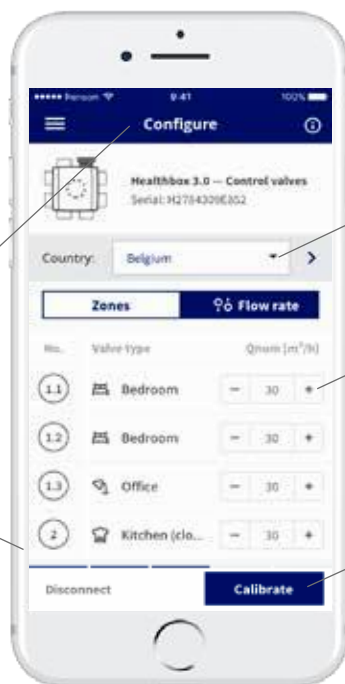 9:41
100%
Configure
Healthbox 3.0 — Control valves
Country:
Belgium
Zones
Flow rate
No.
Valve type
Qnom [m³/h]
1.1
Bedroom
- 30 +
1.2
Bedroom
- 30 +
1.3
Office
- 30 +
2
Kitchen (clo...
- 30 +
Disconnect
Calibrate